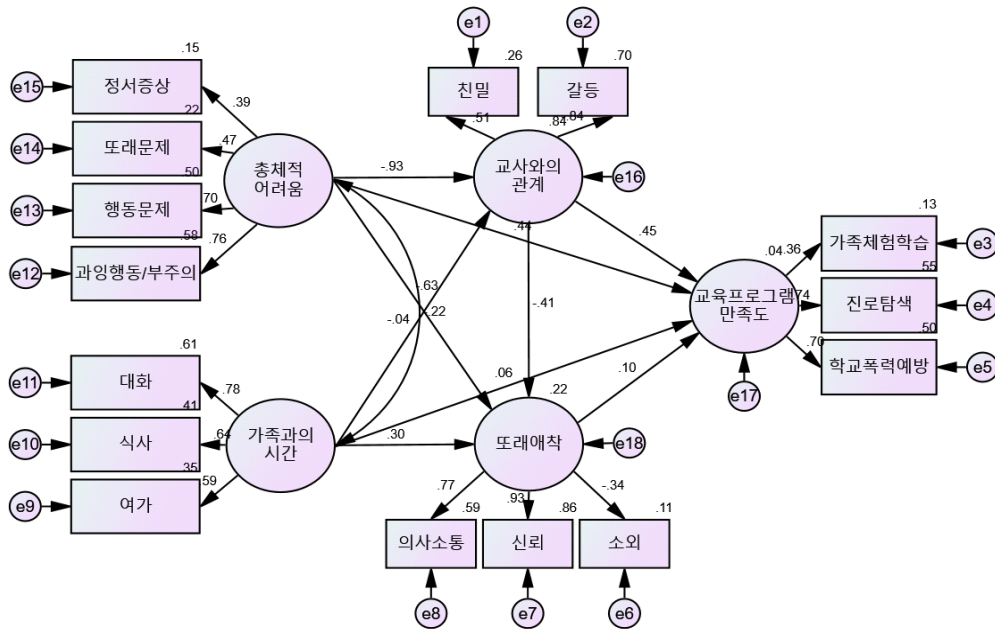 e1
e2
.26
.70
친밀
갈등
.51
.84
.84
.15
e15
정서증상
.39
.22
e14
또래문제
.47
.50
e13
행동문제
.70
.58
e12
과잉행동/부주의
.76
총체적
어려움
-.93
교사와의
관계
e16
.44
.45
-.63
-.22
-.04
-.41
.13
.04
.36
가족체험학습
e3
.55
교육프로그램
만족도
.74
진로탐색
e4
.50
.70
학교폭력예방
e5
e17
.61
e11
대화
.78
.41
e10
식사
.64
.35
e9
여가
.59
가족과의
시간
.06
.10
.30
.22
또래애착
e18
.77
.93
-.34
.59
.86
.11
의사소통
신뢰
소외
e8
e7
e6